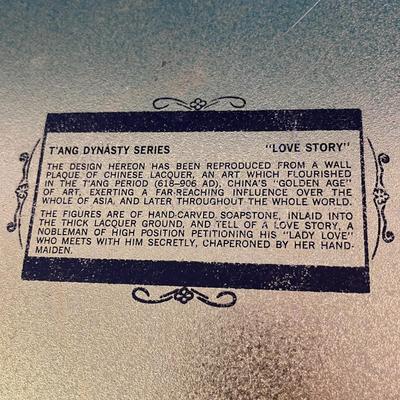 T'ANG DYNASTY SERIES "LOVE STORY"
THE DESIGN HEREON HAS BEEN REPRODUCED FROM A WALL
PLAQUE OF CHINESE LACQUER, AN ART WHICH FLOURISHED
IN THE T'ANG PERIOD (618-906 AD), CHINA'S "GOLDEN AGE"
OF ART, EXERTING A FAR-REACHING INFLUENCE OVER THE
WHOLE OF ASIA, AND LATER THROUGHOUT THE WHOLE WORLD.
THE FIGURES ARE OF HAND-CARVED SOAPSTONE, INLAID INTO
THE THICK LACQUER GROUND, AND TELL OF A LOVE STORY, A
NOBLEMAN OF HIGH POSITION PETITIONING HIS "LADY LOVE"
WHO MEETS WITH HIM SECRETLY, CHAPERONED BY HER HAND-
MAIDEN.